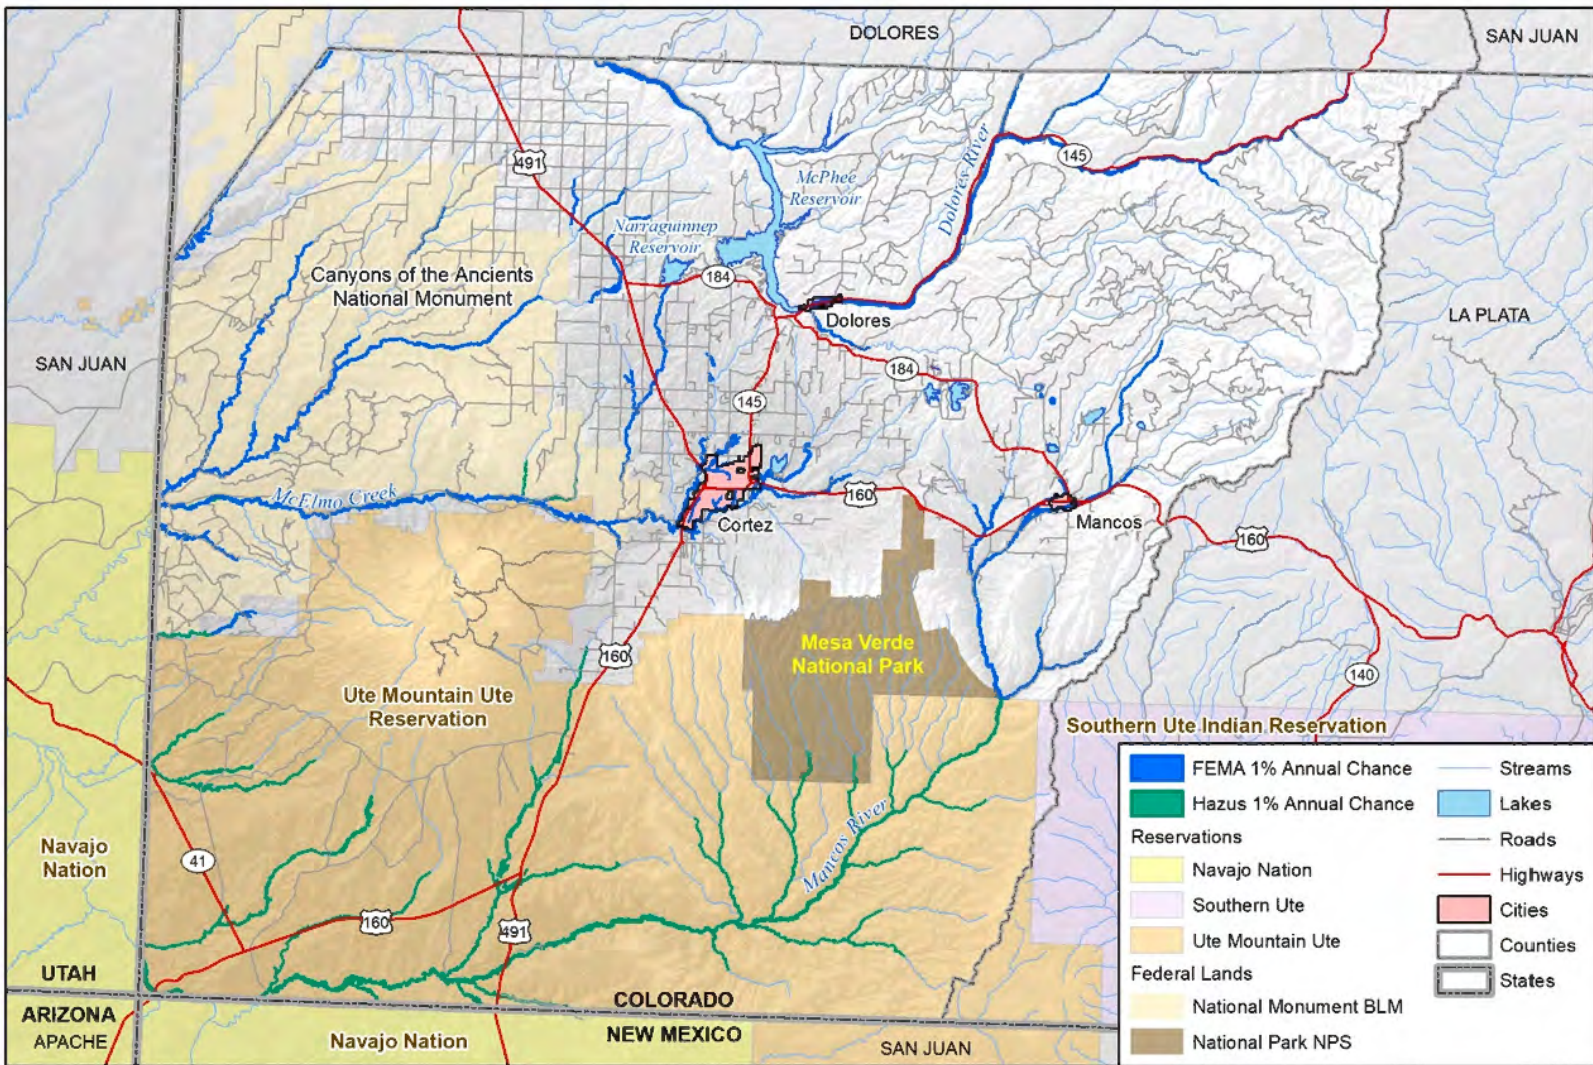 DOLORES
SAN JUAN
491
145
Dolores River
McPhee
Reservoir
Narraguinnep
Reservoir
184
Canyons of the Ancients
National Monument
Dolores
LA PLATA
SAN JUAN
184
145
McElmo Creek
160
Cortez
Mancos
160
Mesa Verde
National Park
160
140
Ute Mountain Ute
Reservation
Southern Ute Indian Reservation
Navajo
Nation
41
Mancos River
160
491
UTAH
COLORADO
ARIZONA
APACHE
NEW MEXICO
Navajo Nation
SAN JUAN
FEMA 1% Annual Chance
Hazus 1% Annual Chance
Reservations
Navajo Nation
Southern Ute
Ute Mountain Ute
Federal Lands
National Monument BLM
National Park NPS
Streams
Lakes
Roads
Highways
Cities
Counties
States